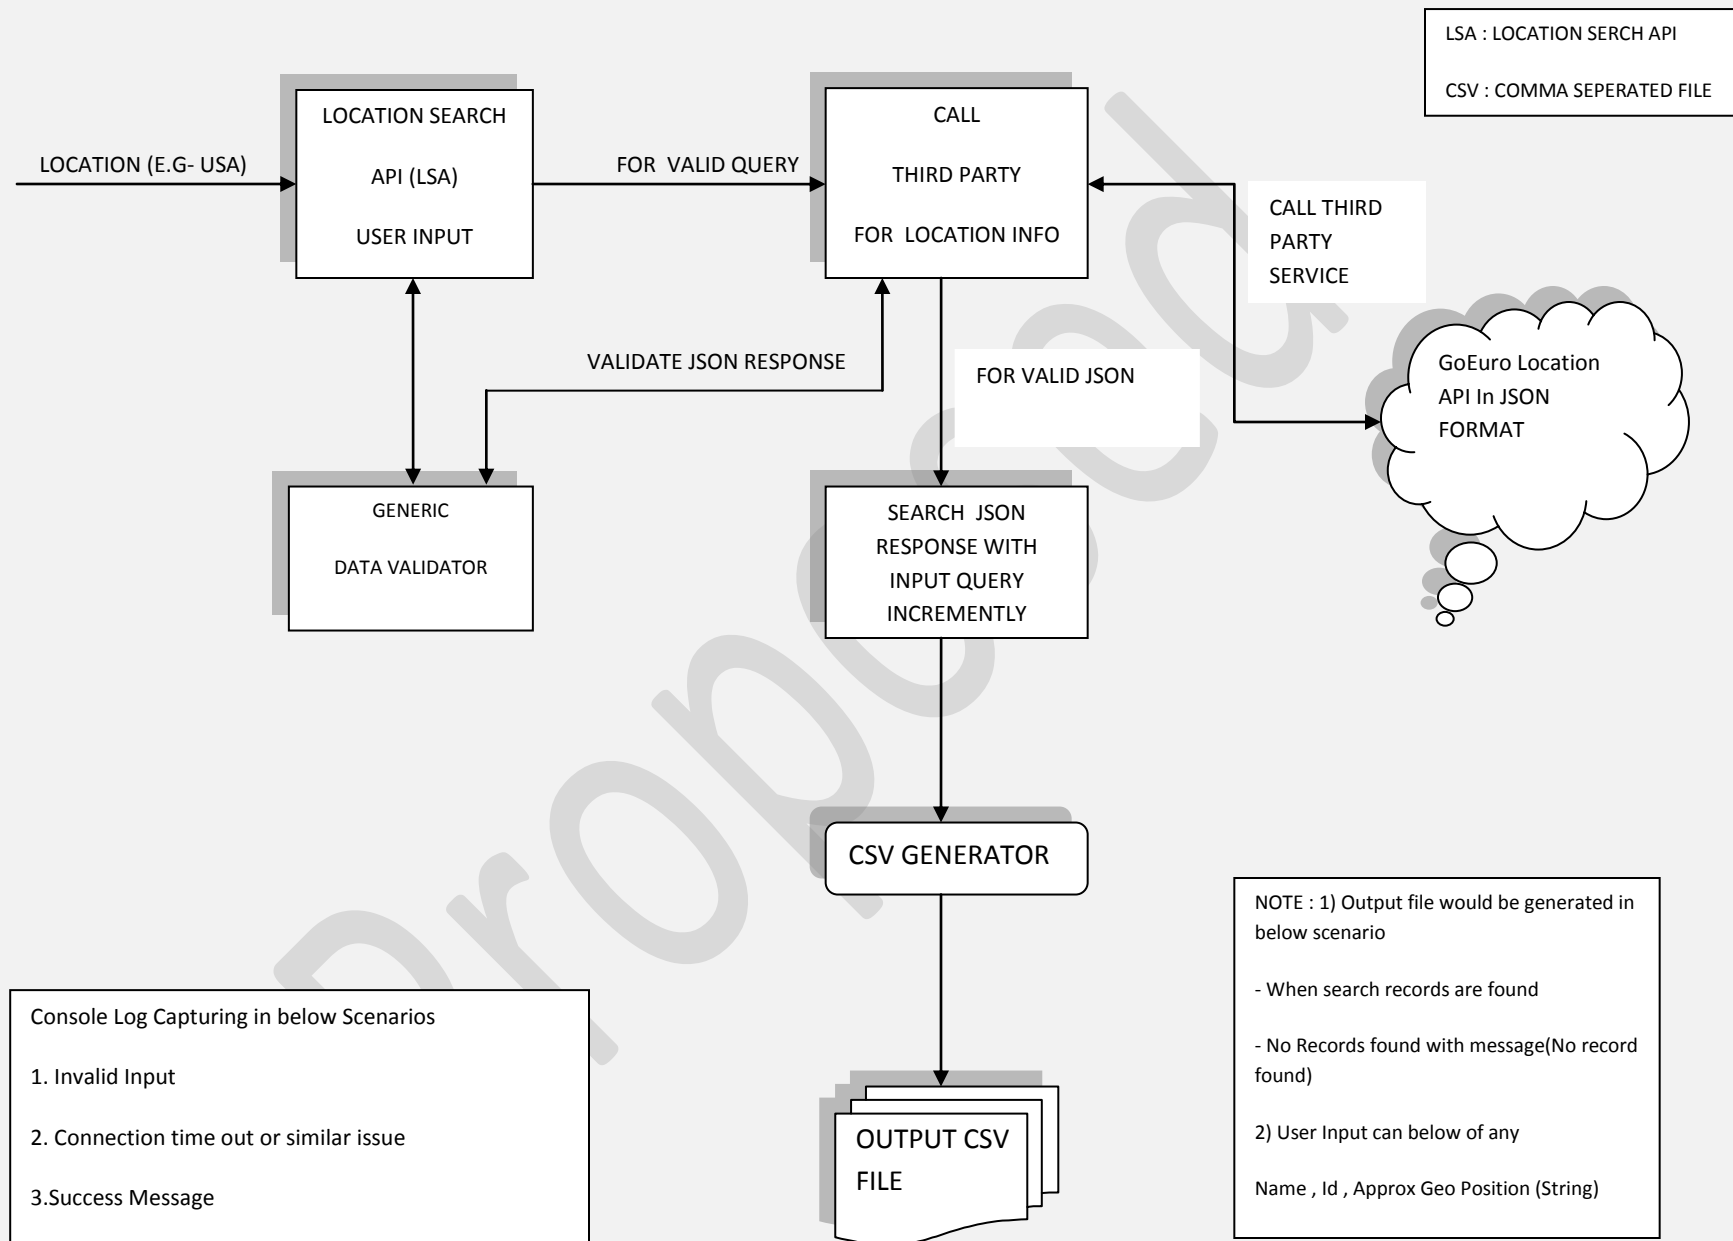 LSA : LOCATION SERCH API
CSV : COMMA SEPERATED FILE
LOCATION (E.G- USA)
LOCATION SEARCH
API (LSA)
USER INPUT
FOR VALID QUERY
CALL
THIRD PARTY
FOR LOCATION INFO
CALL THIRD
PARTY
SERVICE
GoEuro Location
API In JSON
FORMAT
VALIDATE JSON RESPONSE
FOR VALID JSON
GENERIC
DATA VALIDATOR
SEARCH JSON
RESPONSE WITH
INPUT QUERY
INCREMENTLY
CSV GENERATOR
OUTPUT CSV
FILE
Console Log Capturing in below Scenarios
1. Invalid Input
2. Connection time out or similar issue
3.Success Message
NOTE : 1) Output file would be generated in
below scenario
- When search records are found
- No Records found with message(No record
found)
2) User Input can below of any
Name , Id , Approx Geo Position (String)
Proposed